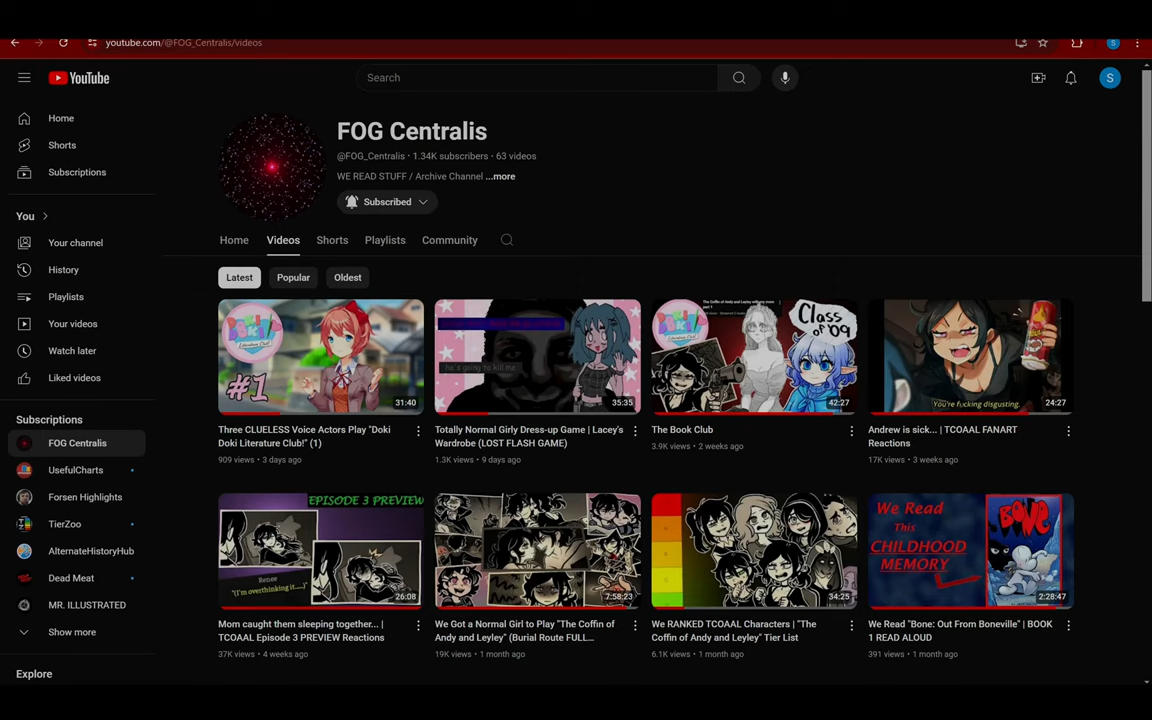 youtube.com/@FOG_Centralis/videos
S
YouTube
Search
S
Home
Shorts
Subscriptions
You
Your channel
History
Playlists
Your videos
Watch later
Liked videos
Subscriptions
FOG Centralis
UsefulCharts
Forsen Highlights
TierZoo
AlternateHistoryHub
Dead Meat
MR. ILLUSTRATED
Show more
Explore
FOG Centralis
@FOG_Centralis · 1.34K subscribers · 63 videos
WE READ STUFF / Archive Channel ...more
Subscribed
Home Videos Shorts Playlists Community
Latest Popular Oldest
#1
31:40
Three CLUELESS Voice Actors Play "Doki
Doki Literature Club!" (1)
909 views · 3 days ago
he's going to kill me
35:35
Totally Normal Girly Dress-up Game | Lacey's
Wardrobe (LOST FLASH GAME)
1.3K views · 9 days ago
Class
of '09
42:27
The Book Club
3.9K views · 2 weeks ago
You're fucking disgusting.
24:27
Andrew is sick... | TCOAAL FANART
Reactions
17K views · 3 weeks ago
EPISODE 3 PREVIEW
Renee
"(I'm overthinking it.....)"
26:08
Mom caught them sleeping together... |
TCOAAL Episode 3 PREVIEW Reactions
37K views · 4 weeks ago
7:58:23
We Got a Normal Girl to Play "The Coffin of
Andy and Leyley" (Burial Route FULL...
19K views · 1 month ago
34:25
We RANKED TCOAAL Characters | "The
Coffin of Andy and Leyley" Tier List
6.1K views · 1 month ago
We Read
This
CHILDHOOD
MEMORY
BONE
2:28:47
We Read "Bone: Out From Boneville" | BOOK
1 READ ALOUD
391 views · 1 month ago